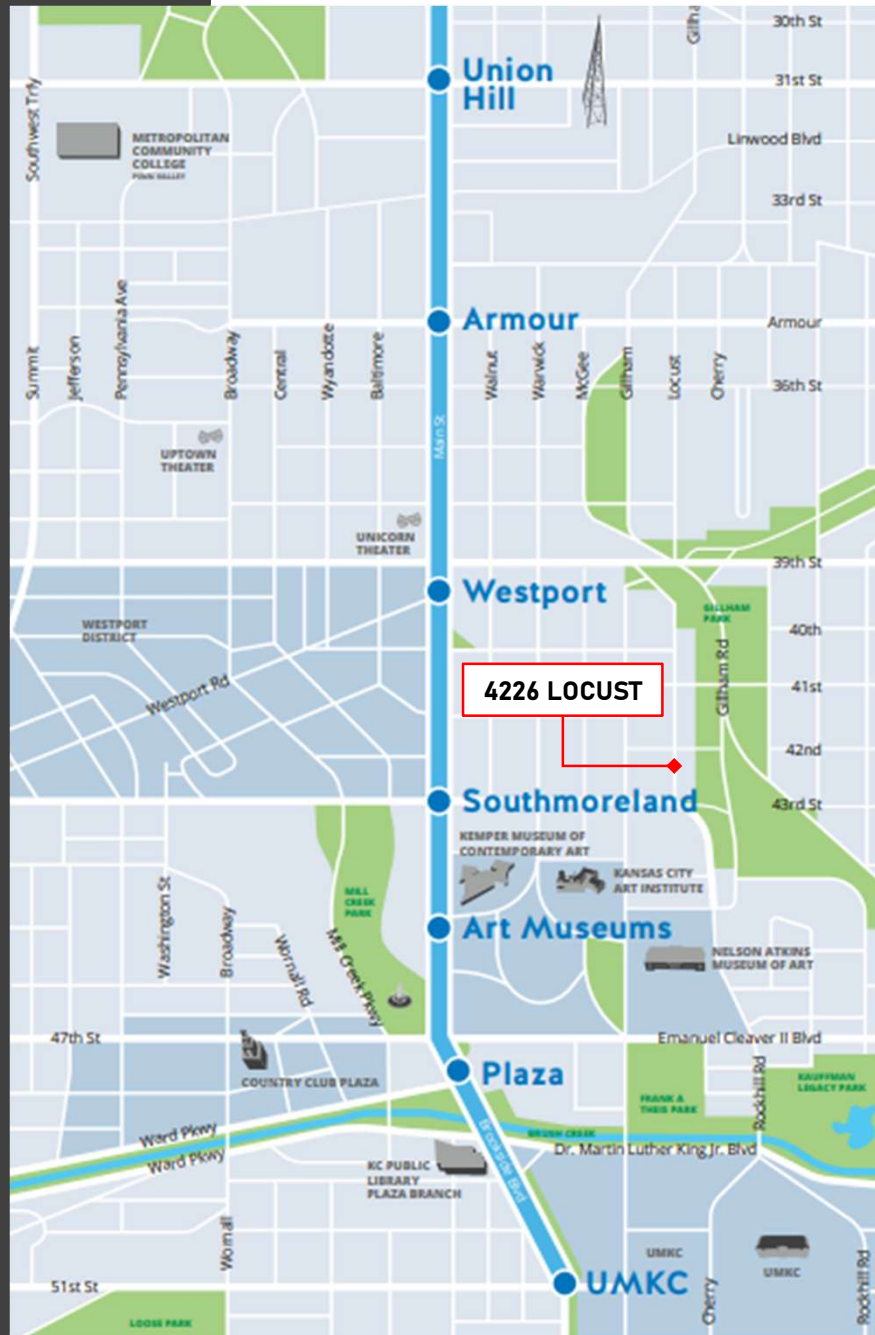 30th St
Gillha
Union
Hill
31st St
Southwest Trfy
METROPOLITAN
COMMUNITY
COLLEGE
PENN VALLEY
Linwood Blvd
33rd St
Armour
Armour
Summit
Jefferson
Pennsylvania Ave
Broadway
Central
Wyandotte
Baltimore
Walnut
Warwick
McGee
Gillham
Locust
Cherry
36th St
Main St
UPTOWN
THEATER
UNICORN
THEATER
39th St
Westport
WESTPORT
DISTRICT
GILLHAM
PARK
40th
Westport Rd
4226 LOCUST
Gillham Rd
41st
42nd
Southmoreland
43rd St
KEMPER MUSEUM OF
CONTEMPORARY ART
KANSAS CITY
ART INSTITUTE
MILL
CREEK
PARK
Washington St
Broadway
Wornall Rd
Mill Creek Pkwy
Art Museums
NELSON ATKINS
MUSEUM OF ART
47th St
Emanuel Cleaver II Blvd
COUNTRY CLUB PLAZA
Plaza
Rockhill Rd
KAUFFMAN
LEGACY PARK
FRANK A
THEIS PARK
Ward Pkwy
Ward Pkwy
BRUSH CREEK
Dr. Martin Luther King Jr. Blvd
Brookside Blvd
KC PUBLIC
LIBRARY
PLAZA BRANCH
Wornall
UMKC
UMKC
51st St
UMKC
Cherry
Rockhill Rd
LOOSE PARK